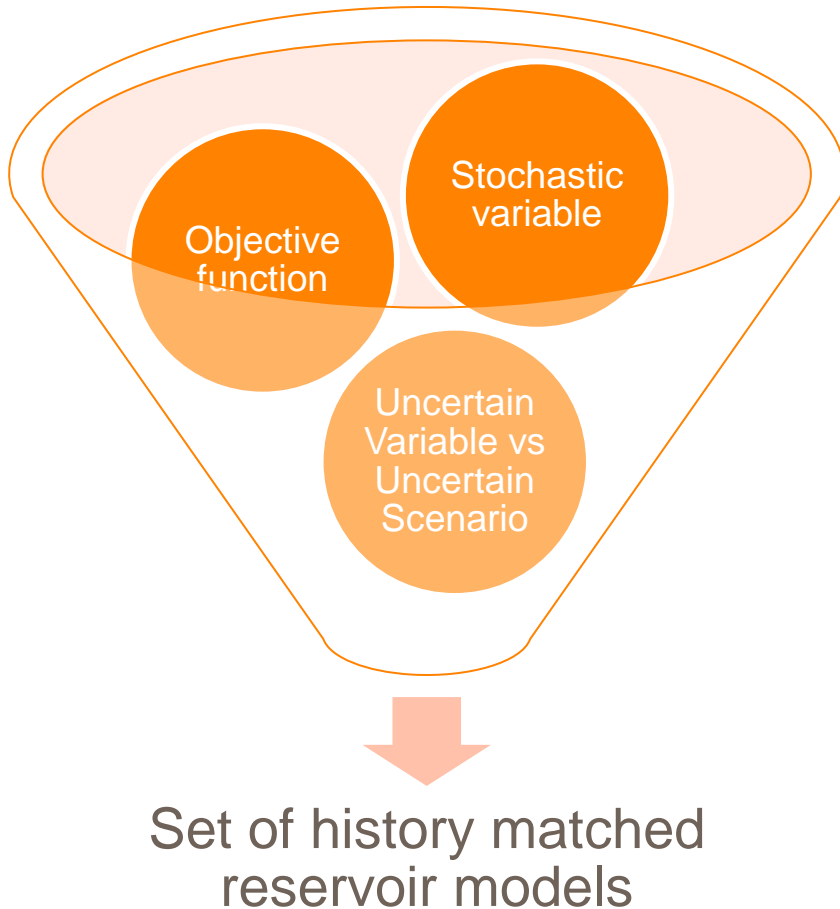 Stochastic
variable
Objective
function
Uncertain
Variable vs
Uncertain
Scenario
Set of history matched
reservoir models